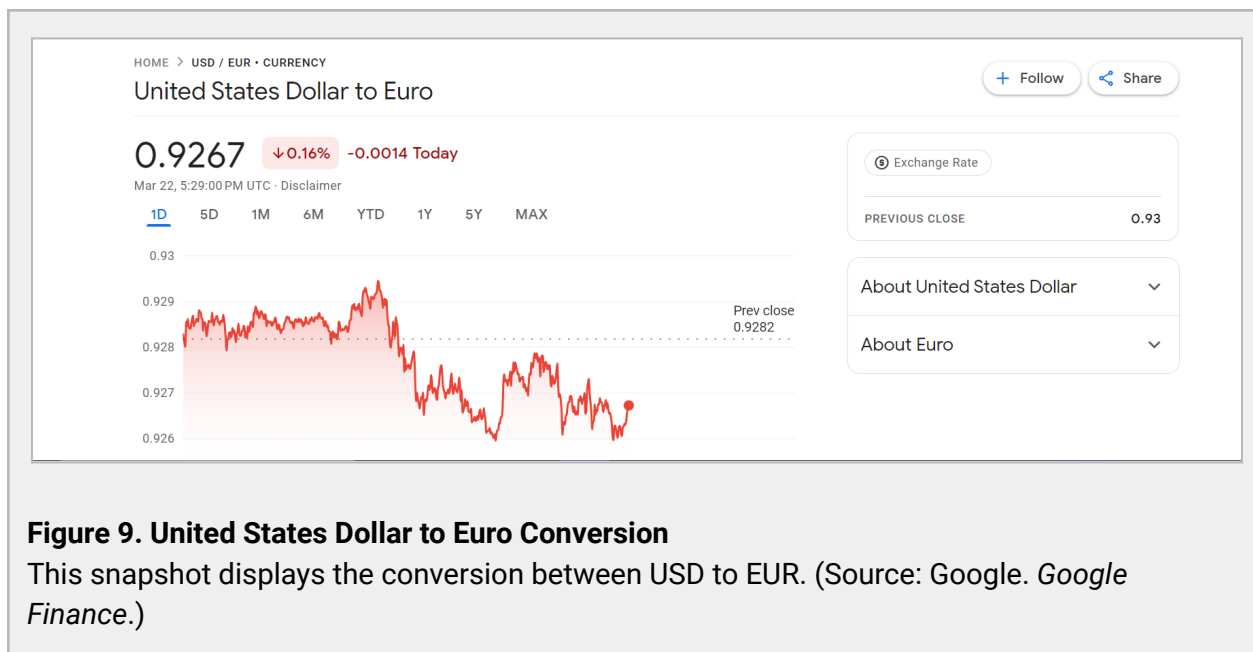 HOME > USD / EUR • CURRENCY
United States Dollar to Euro
+ Follow
Share
0.9267 ↓0.16% -0.0014 Today
Mar 22, 5:29:00 PM UTC · Disclaimer
1D 5D 1M 6M YTD 1Y 5Y MAX
0.93
0.929
0.928
0.927
0.926
Prev close
0.9282
Exchange Rate
PREVIOUS CLOSE 0.93
About United States Dollar
About Euro
Figure 9. United States Dollar to Euro Conversion
This snapshot displays the conversion between USD to EUR. (Source: Google. Google
Finance.)